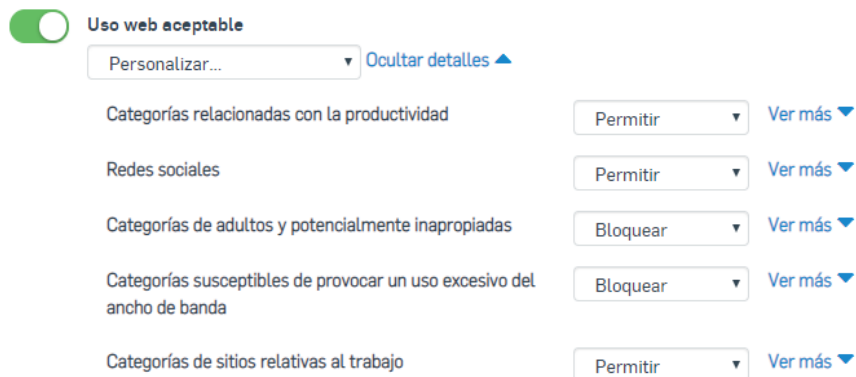 Uso web aceptable
Personalizar... Ocultar detalles
Categorías relacionadas con la productividad Permitir Ver más
Redes sociales Permitir Ver más
Categorías de adultos y potencialmente inapropiadas Bloquear Ver más
Categorías susceptibles de provocar un uso excesivo del Bloquear Ver más
ancho de banda
Categorías de sitios relativas al trabajo Permitir Ver más